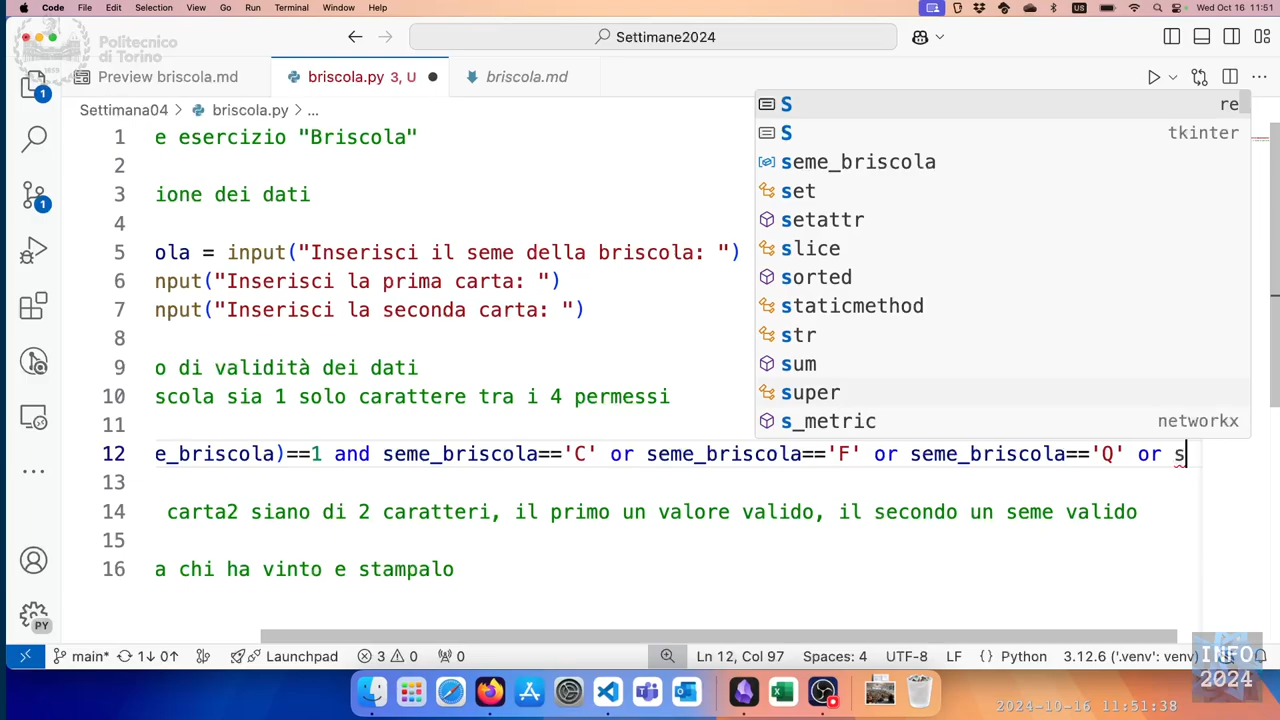 Code File Edit Selection View Go Run Terminal Window Help
US Wed Oct 16 11:51
Politecnico
di Torino
Settimane2024
Preview briscola.md
briscola.py 3, U
briscola.md
Settimana04 > briscola.py > ...
1 e esercizio "Briscola"
2
3 ione dei dati
4
5 ola = input("Inserisci il seme della briscola: ")
6 nput("Inserisci la prima carta: ")
7 nput("Inserisci la seconda carta: ")
8
9 o di validità dei dati
10 scola sia 1 solo carattere tra i 4 permessi
11
12 e_briscola)==1 and seme_briscola=='C' or seme_briscola=='F' or seme_briscola=='Q' or s
13
14 carta2 siano di 2 caratteri, il primo un valore valido, il secondo un seme valido
15
16 a chi ha vinto e stampalo
S re
S tkinter
seme_briscola
set
setattr
slice
sorted
staticmethod
str
sum
super
s_metric networkx
1
1
PY
main* 1↓ 0↑ Launchpad 3 0 0 Ln 12, Col 97 Spaces: 4 UTF-8 LF {} Python 3.12.6 ('.venv': venv)
INFO
2024
2024-10-16 11:51:38